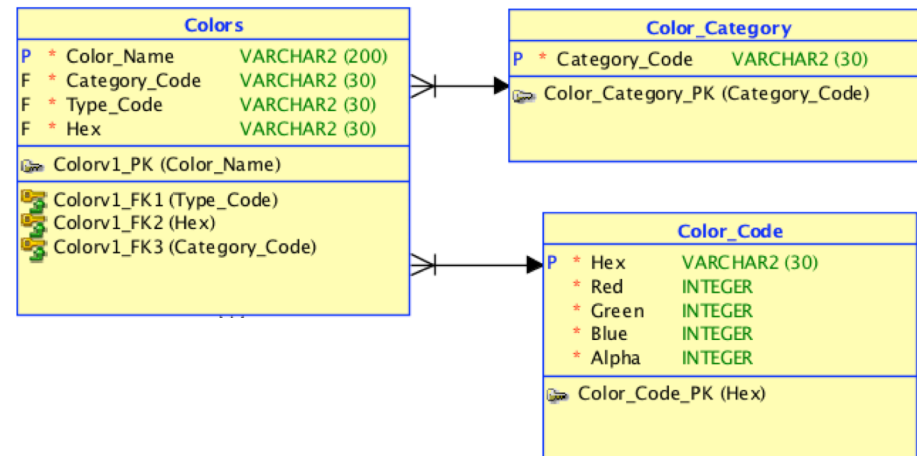 Colors
P * Color_Name VARCHAR2 (200)
F * Category_Code VARCHAR2 (30)
F * Type_Code VARCHAR2 (30)
F * Hex VARCHAR2 (30)
Colorv1_PK (Color_Name)
Colorv1_FK1 (Type_Code)
Colorv1_FK2 (Hex)
Colorv1_FK3 (Category_Code)
Color_Category
P * Category_Code VARCHAR2 (30)
Color_Category_PK (Category_Code)
Color_Code
P * Hex VARCHAR2 (30)
* Red INTEGER
* Green INTEGER
* Blue INTEGER
* Alpha INTEGER
Color_Code_PK (Hex)